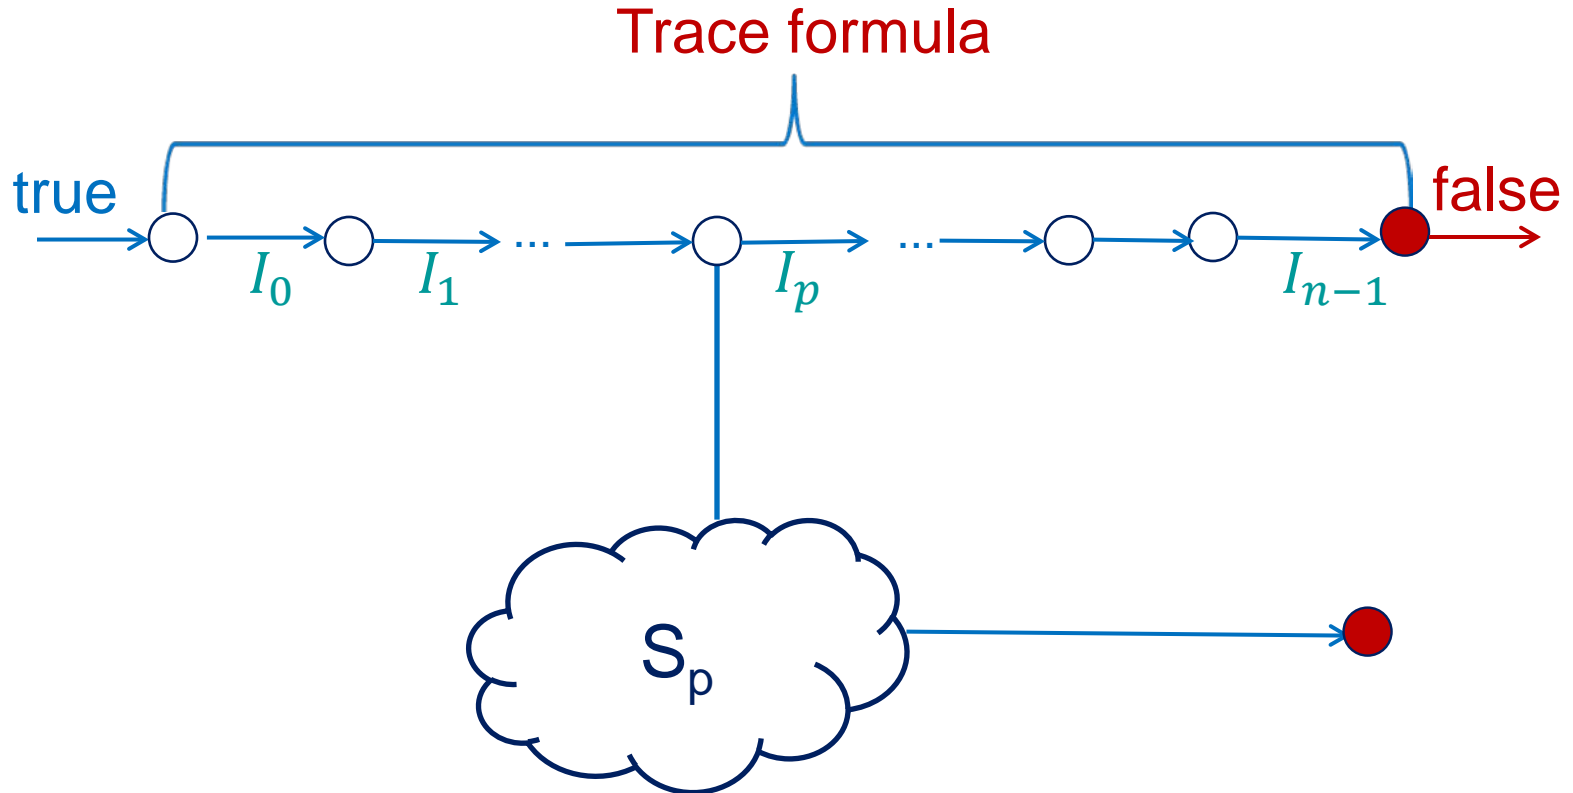 Trace formula
true
false
... ...
I₀ I₁ Iₚ Iₙ₋₁
Sₚ